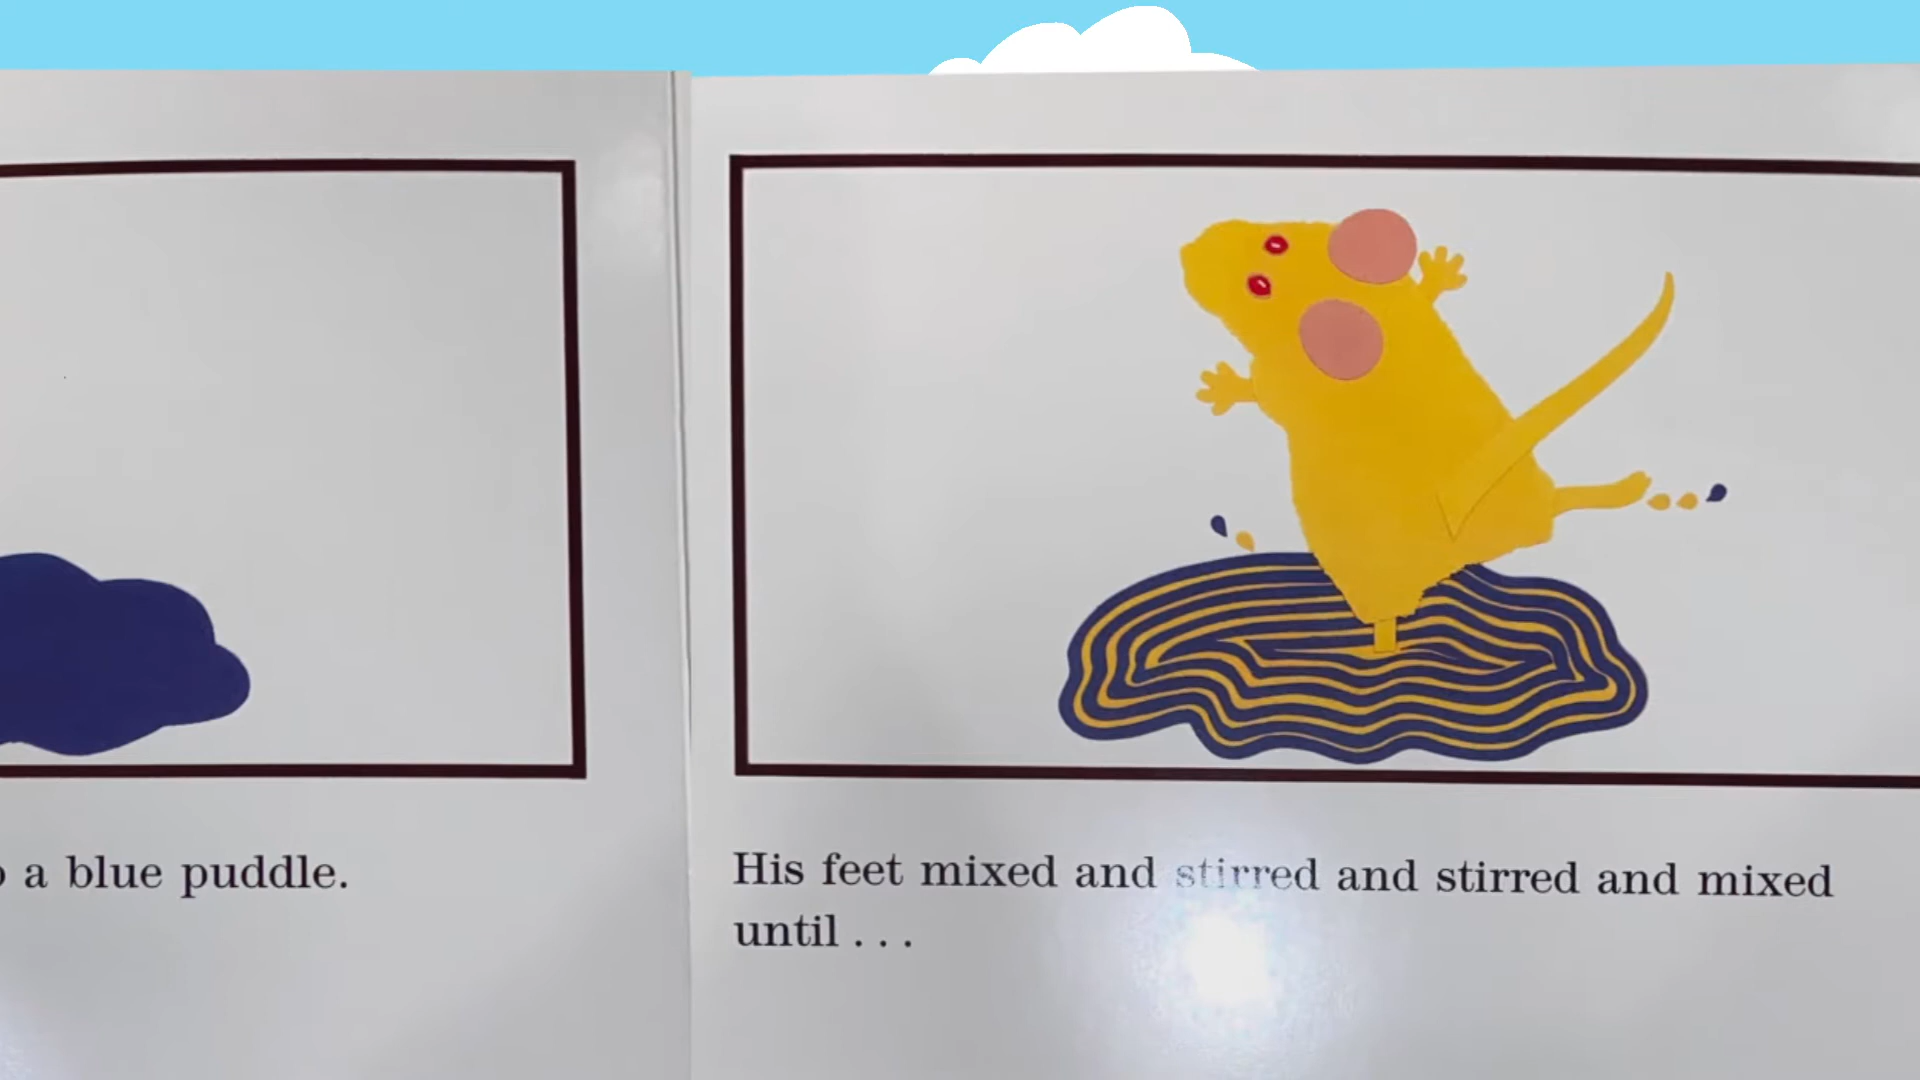 a blue puddle.
His feet mixed and stirred and stirred and mixed
until . . .